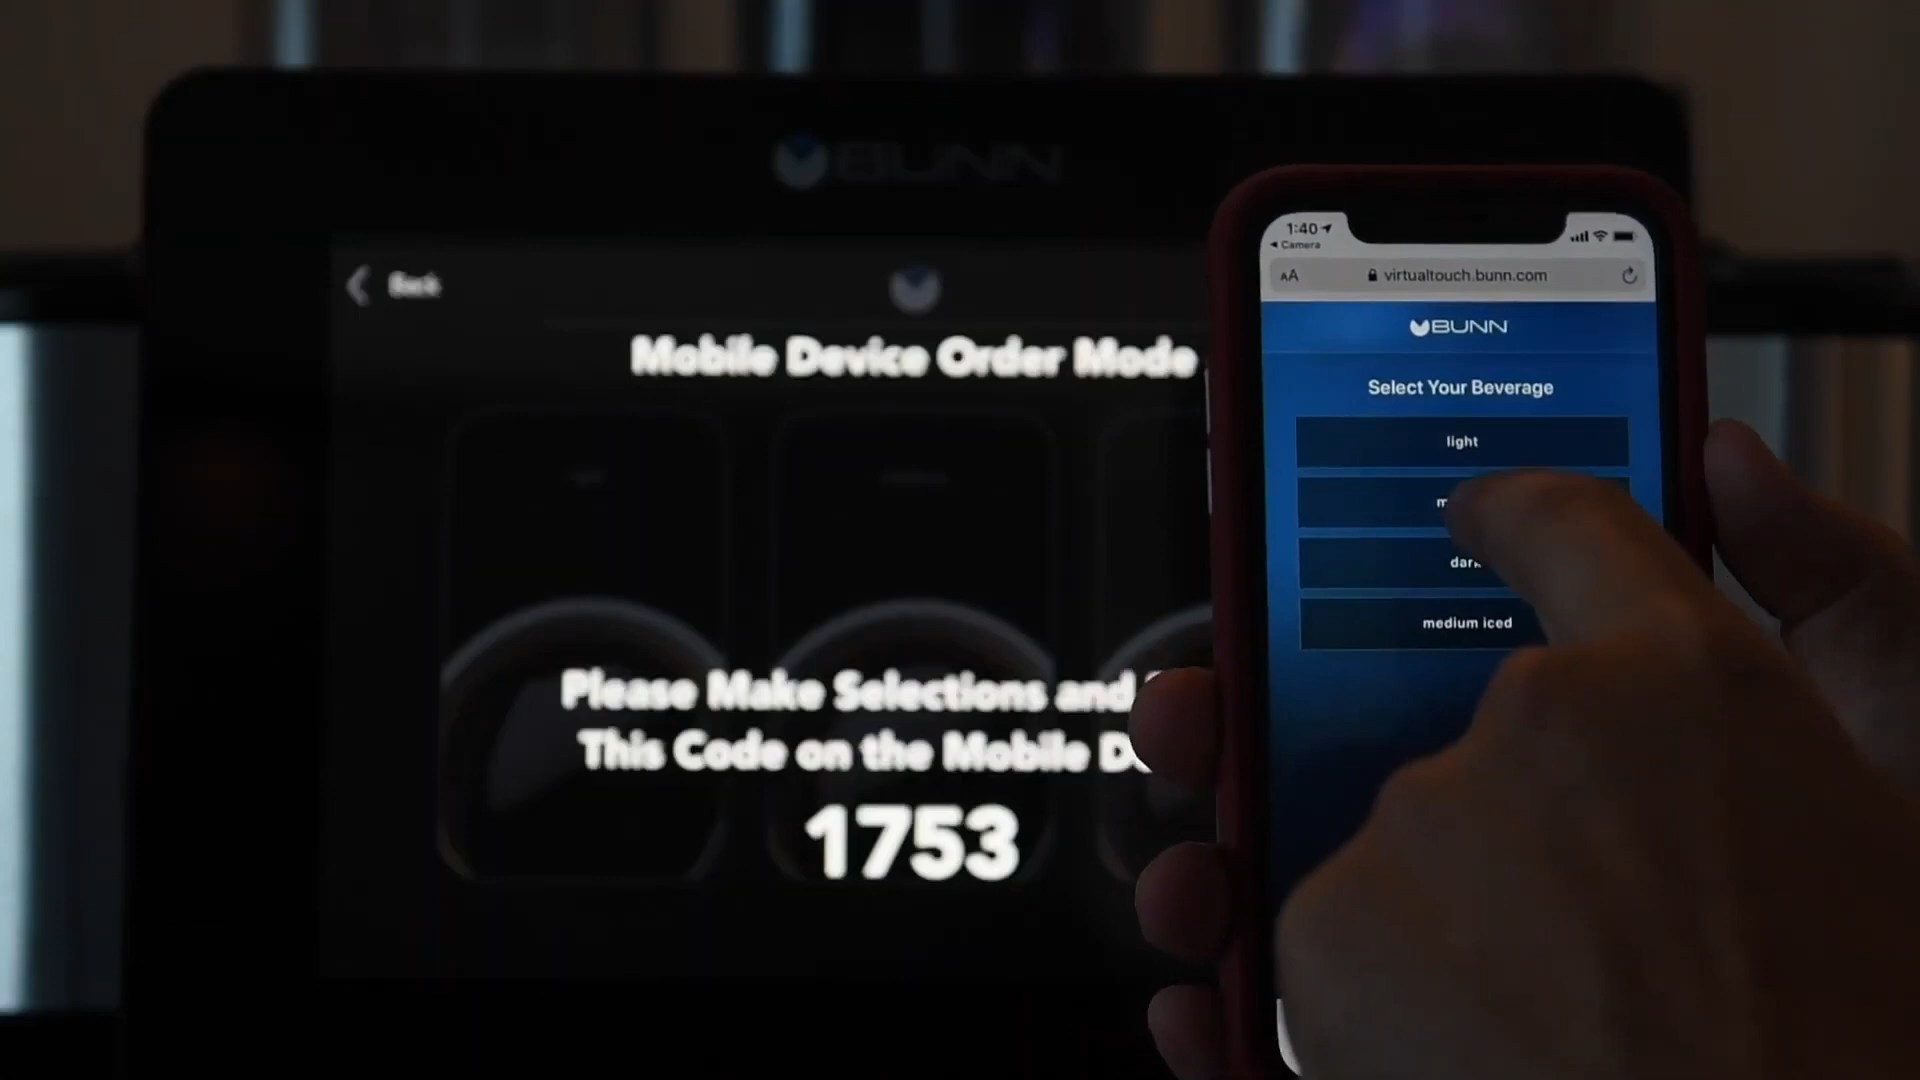 BUNN
Back
Mobile Device Order Mode
Please Make Selections and
This Code on the Mobile
1753
1:40
Camera
AA virtualtouch.bunn.com
BUNN
Select Your Beverage
light
dark
medium iced